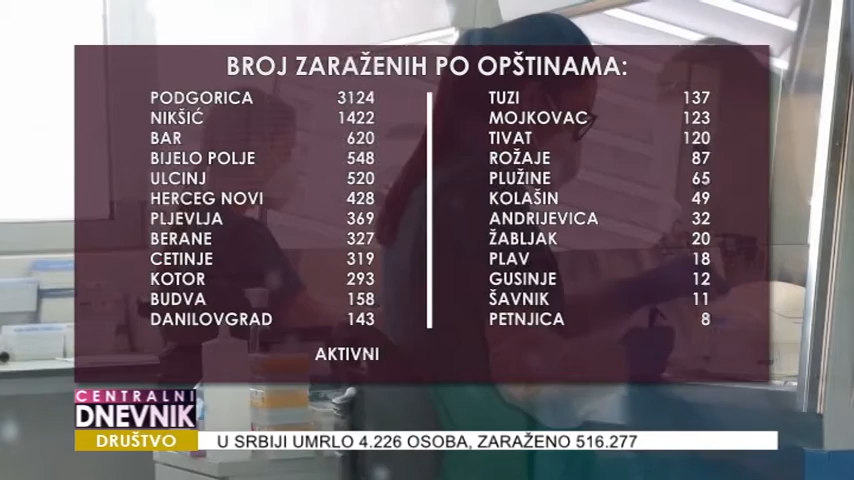 BROJ ZARAŽENIH PO OPŠTINAMA:
PODGORICA 3124
NIKŠIĆ 1422
BAR 620
BIJELO POLJE 548
ULCINJ 520
HERCEG NOVI 428
PLJEVLJA 369
BERANE 327
CETINJE 319
KOTOR 293
BUDVA 158
DANILOVGRAD 143
TUZI 137
MOJKOVAC 123
TIVAT 120
ROŽAJE 87
PLUŽINE 65
KOLAŠIN 49
ANDRIJEVICA 32
ŽABLJAK 20
PLAV 18
GUSINJE 12
ŠAVNIK 11
PETNJICA 8
AKTIVNI
CENTRALNI
DNEVNIK
DRUŠTVO
U SRBIJI UMRLO 4.226 OSOBA, ZARAŽENO 516.277